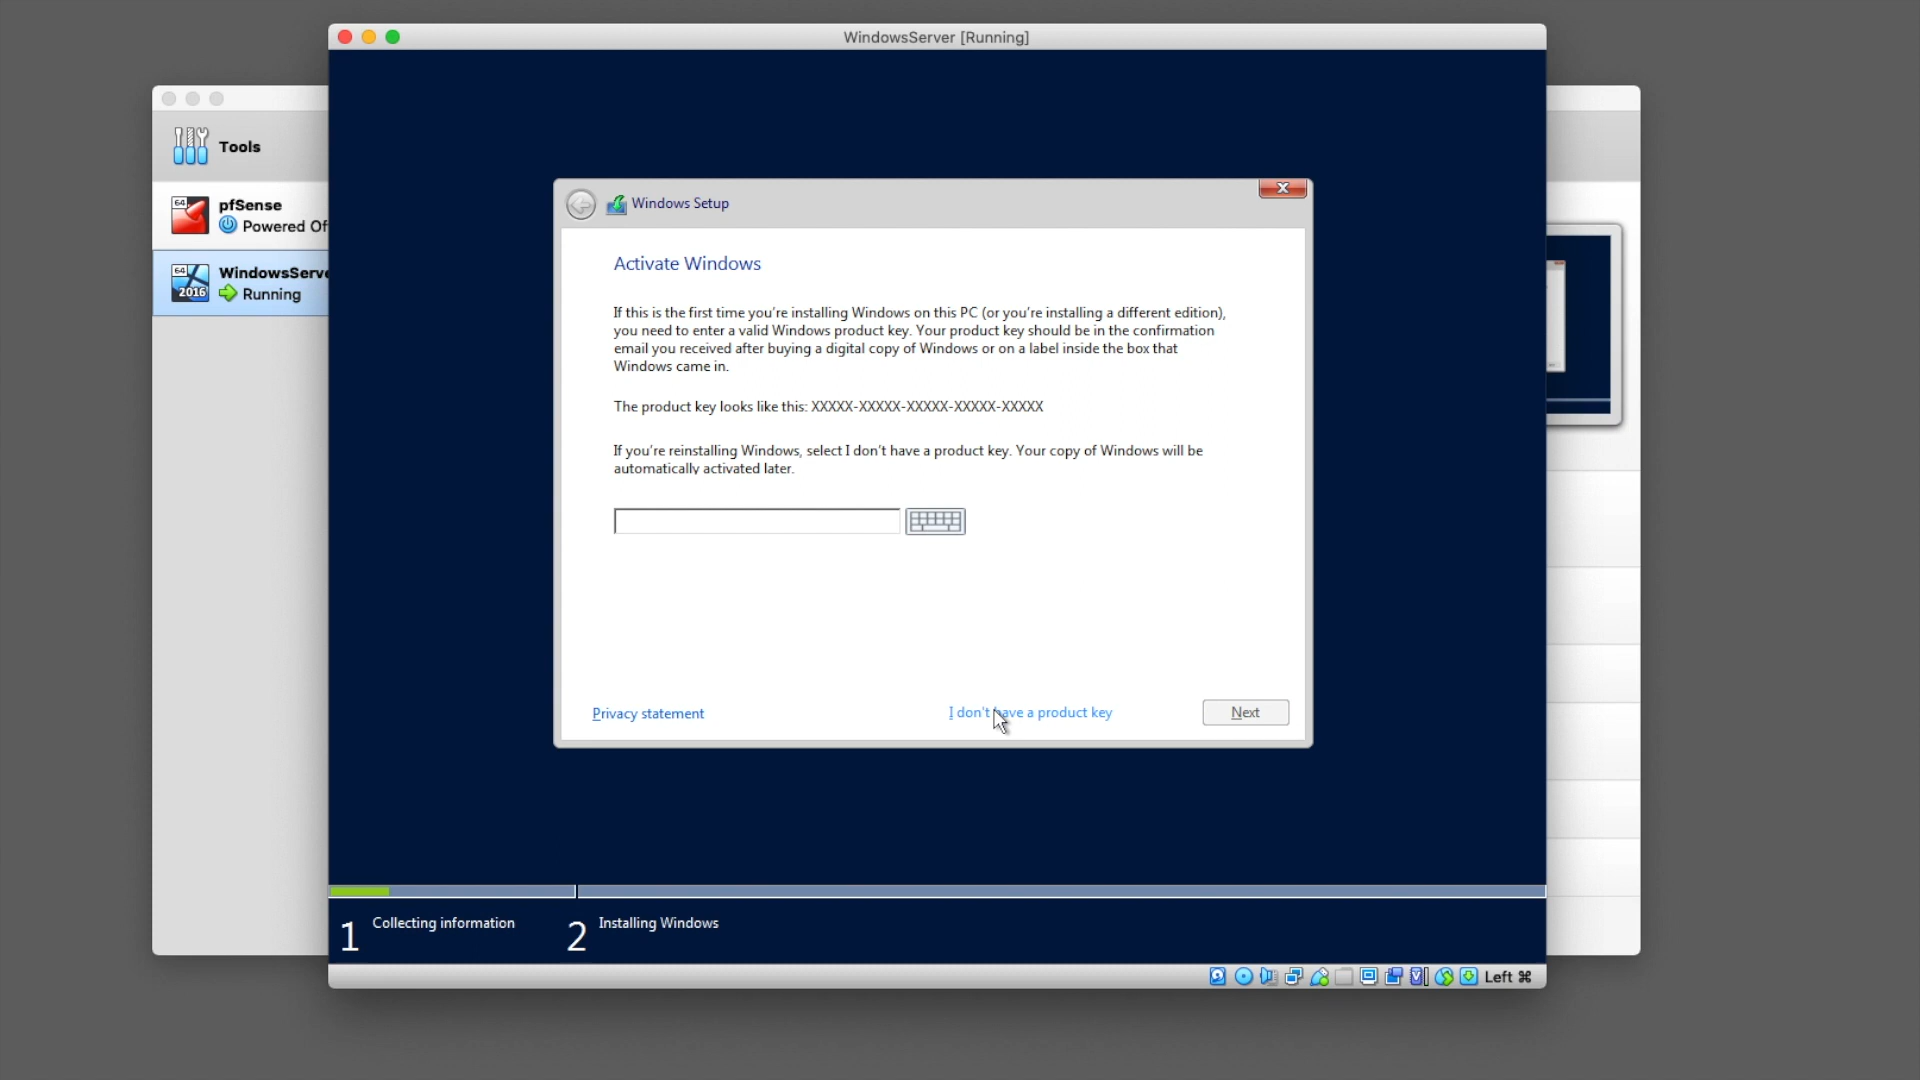 WindowsServer [Running]
Tools
64
pfSense
Powered Of
64
2016
WindowsServe
Running
Windows Setup
Activate Windows
If this is the first time you're installing Windows on this PC (or you're installing a different edition),
you need to enter a valid Windows product key. Your product key should be in the confirmation
email you received after buying a digital copy of Windows or on a label inside the box that
Windows came in.
The product key looks like this: XXXXX-XXXXX-XXXXX-XXXXX-XXXXX
If you're reinstalling Windows, select I don't have a product key. Your copy of Windows will be
automatically activated later.
Privacy statement
I don't have a product key
Next
1 Collecting information
2 Installing Windows
Left ⌘